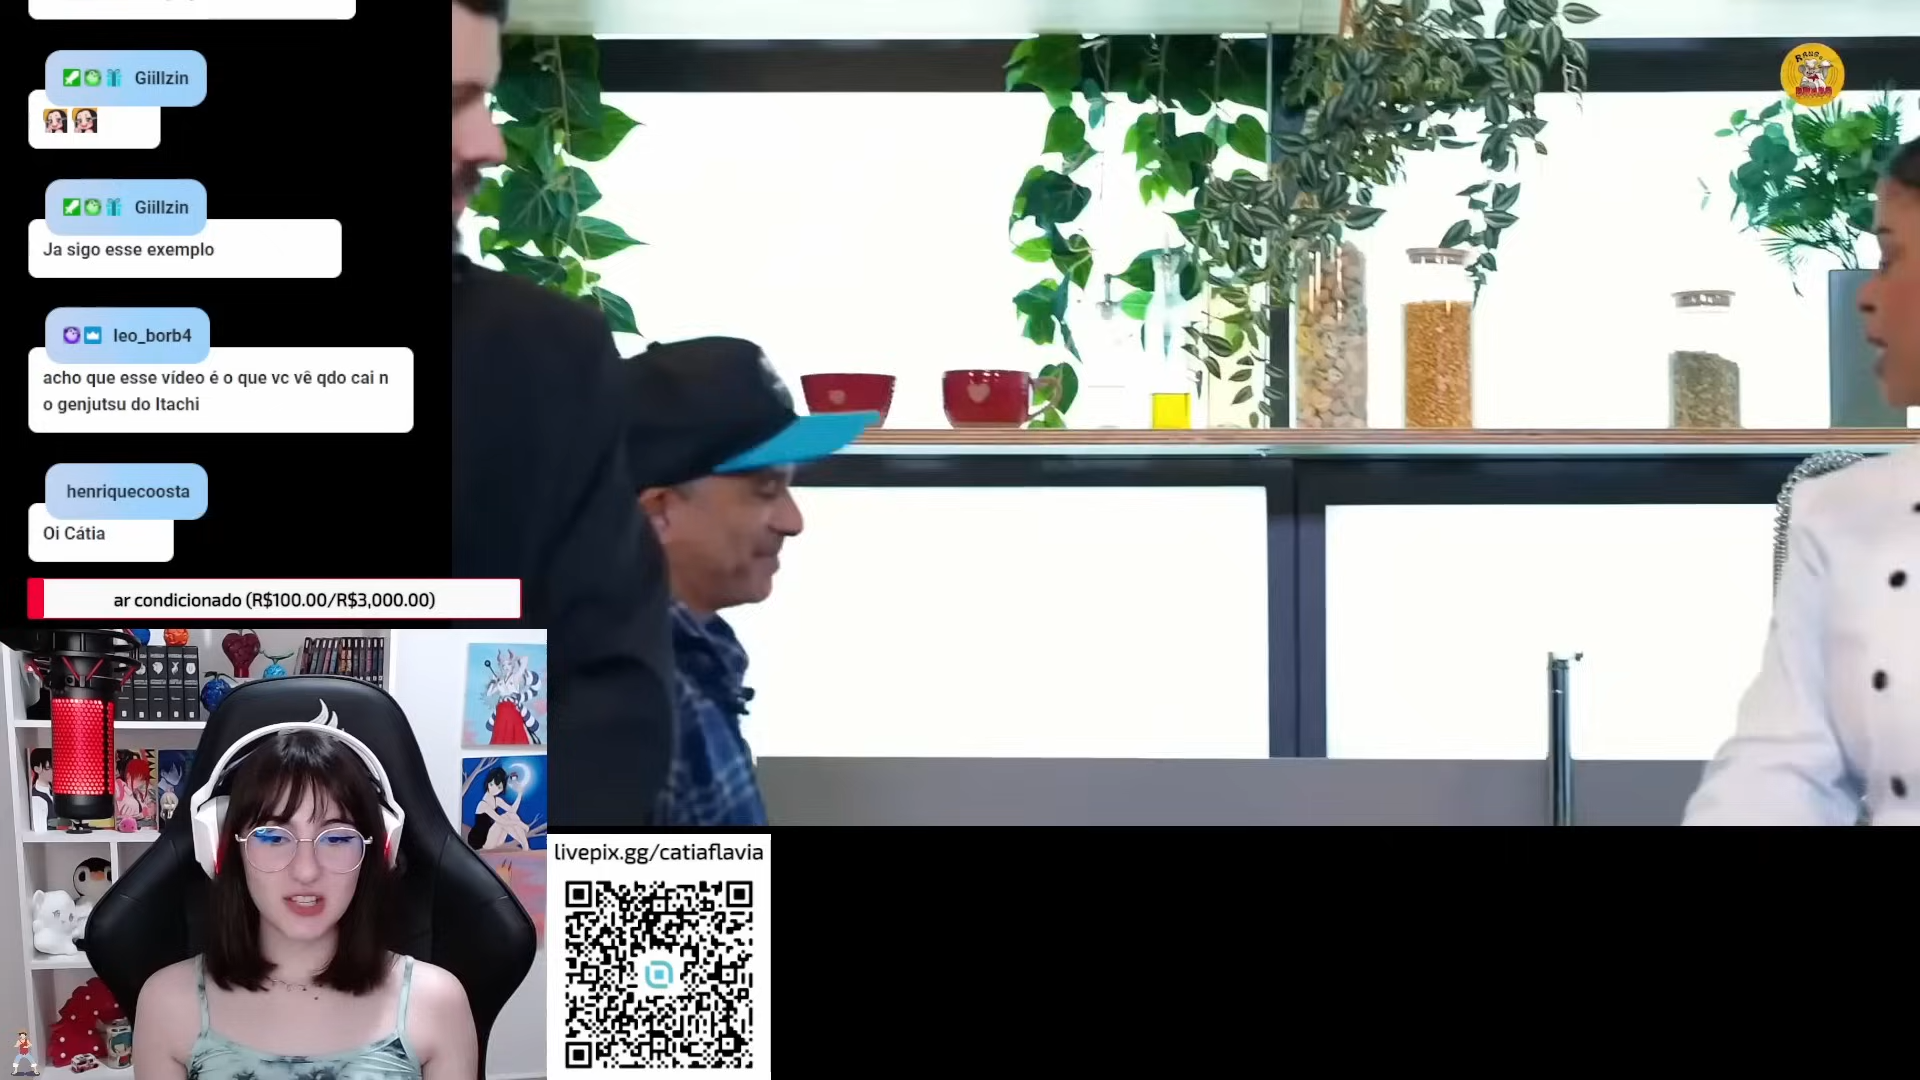 Giillzin
Giillzin
Ja sigo esse exemplo
leo_borb4
acho que esse vídeo é o que vc vê qdo cai n
o genjutsu do Itachi
henriquecoosta
Oi Cátia
ar condicionado (R$100.00/R$3,000.00)
livepix.gg/catiaflavia